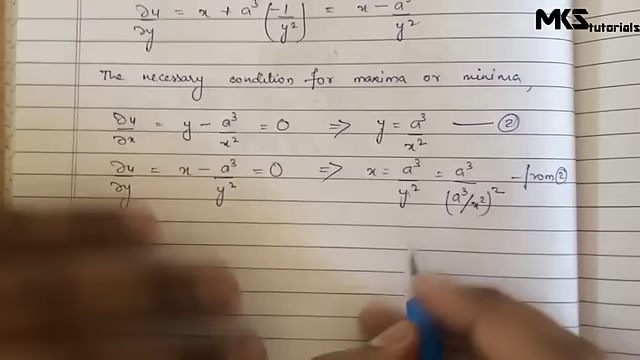 MKS tutorials
∂u/∂y = x + a³(-1/y²) = x - a³/y²
The necessary condition for maxima or minima,
∂u/∂x = y - a³/x² = 0 ⇒ y = a³/x² —— ②
∂u/∂y = x - a³/y² = 0 ⇒ x = a³/y² = a³/(a³/x²)² - from ②